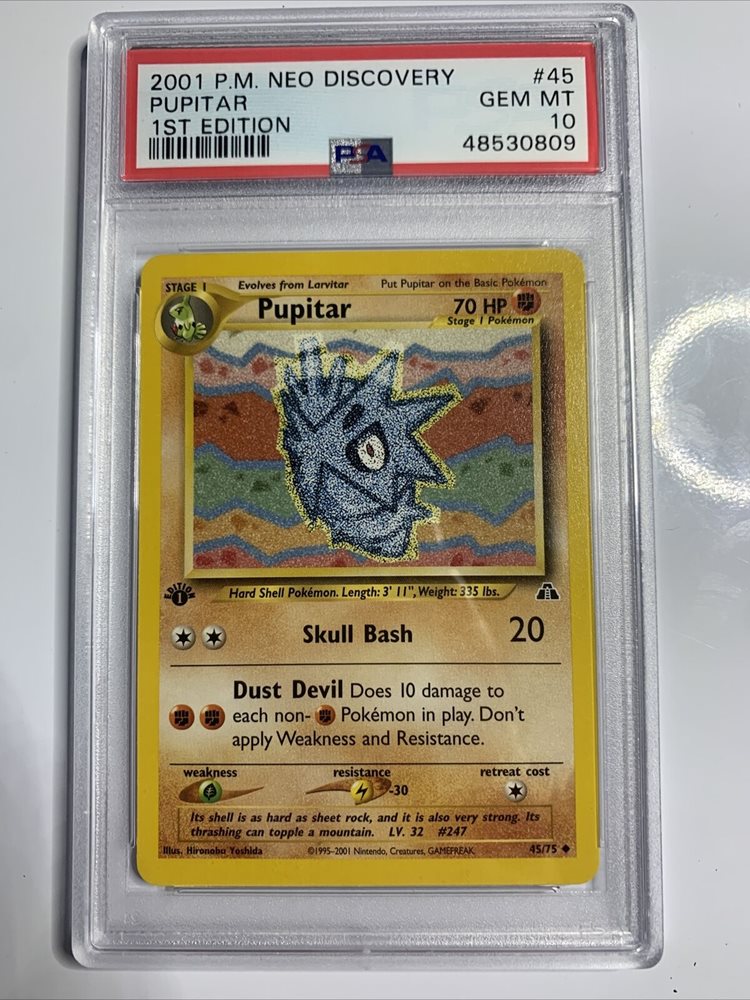 2001 P.M. NEO DISCOVERY #45
PUPITAR GEM MT
1ST EDITION 10
48530809
PSA
STAGE 1 Evolves from Larvitar Put Pupitar on the Basic Pokémon
Pupitar 70 HP
Stage 1 Pokémon
EDITION
1
Hard Shell Pokémon. Length: 3' 11", Weight: 335 lbs.
Skull Bash 20
Dust Devil Does 10 damage to
each non- Pokémon in play. Don't
apply Weakness and Resistance.
weakness resistance retreat cost
-30
Its shell is as hard as sheet rock, and it is also very strong. Its
thrashing can topple a mountain. LV. 32 #247
Illus. Hironobu Yoshida ©1995–2001 Nintendo, Creatures, GAMEFREAK. 45/75